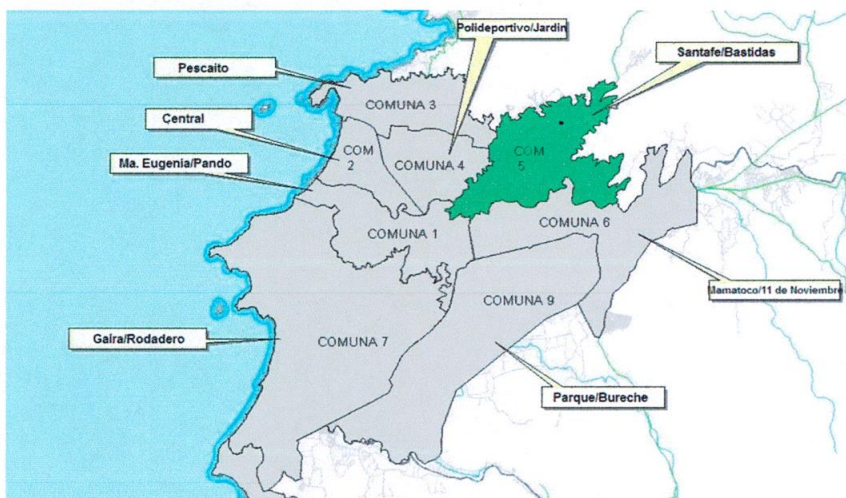 Polideportivo/Jardin
Santafe/Bastidas
Pescaito
COMUNA 3
Central
COM
2
COMUNA 4
COM
5
Ma. Eugenia/Pando
COMUNA 1
COMUNA 6
Mamatoco/11 de Noviembre
COMUNA 9
Gaira/Rodadero
COMUNA 7
Parque/Bureche